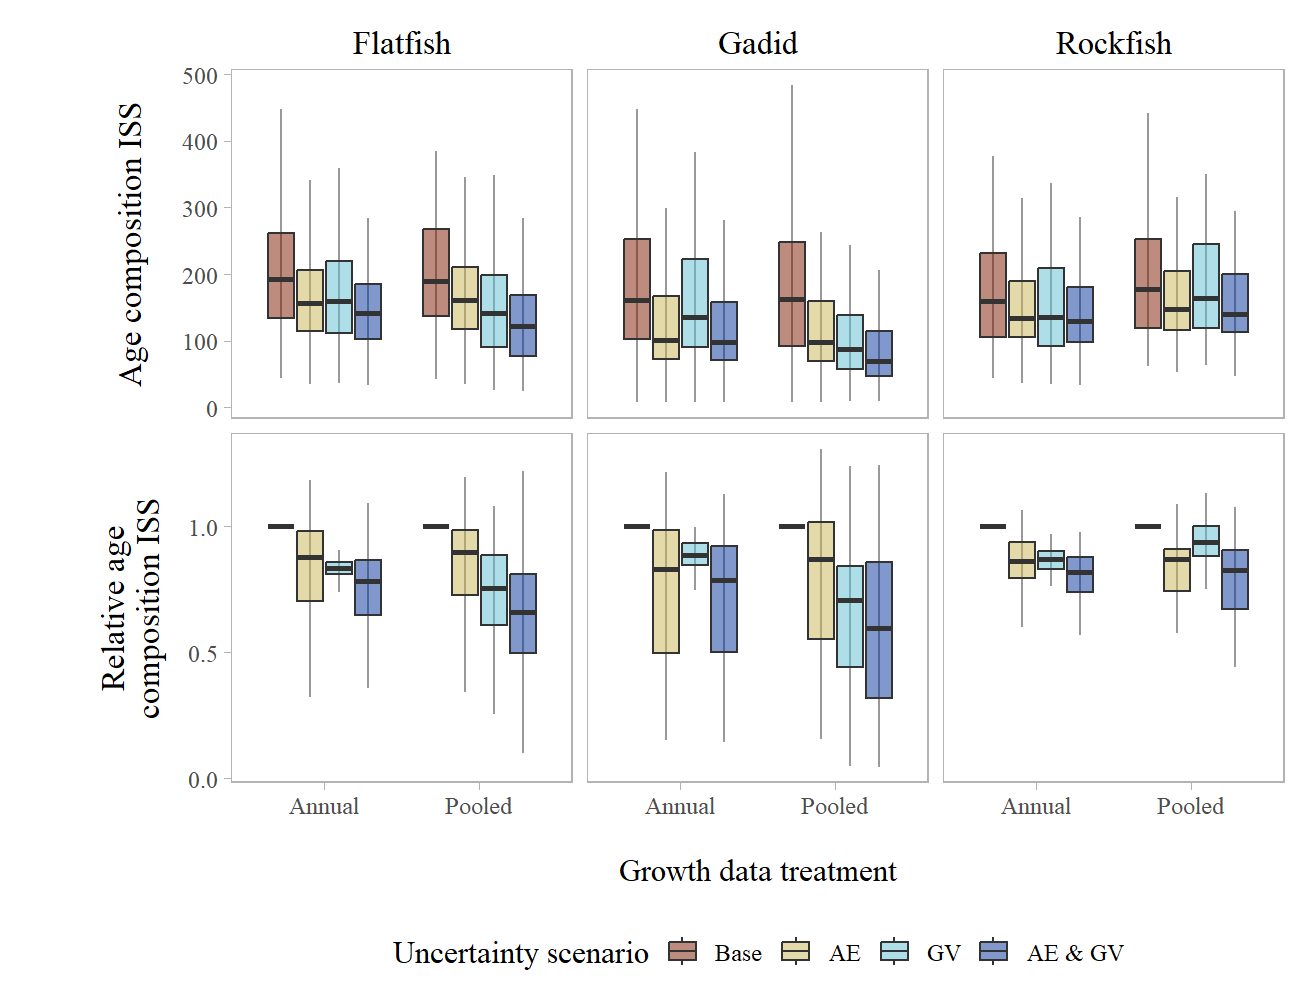 Flatfish Gadid Rockfish
Age composition ISS
500
400
300
200
100
0
Relative age
composition ISS
1.0
0.5
0.0
Annual Pooled Annual Pooled Annual Pooled
Growth data treatment
Uncertainty scenario Base AE GV AE & GV